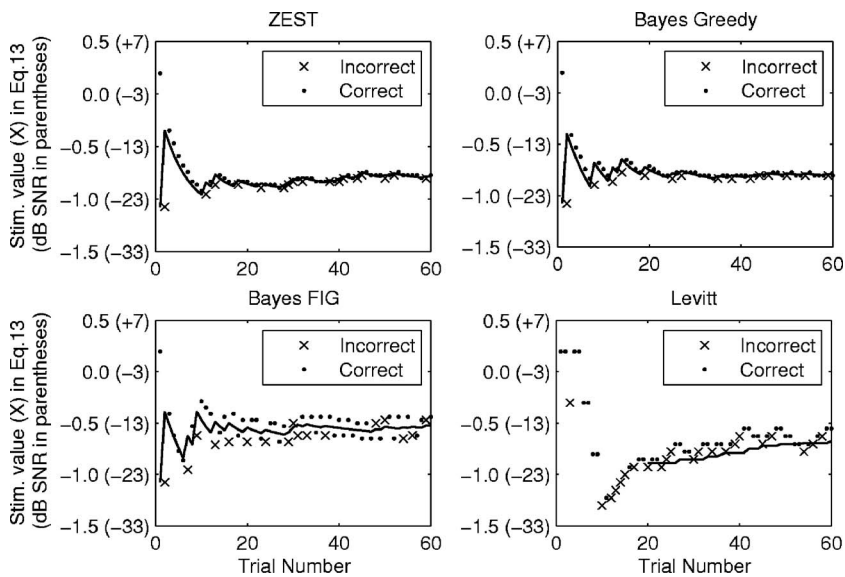 ZEST
Bayes Greedy
Stim. value (X) in Eq.13
(dB SNR in parentheses)
0.5 (+7)
0.0 (−3)
−0.5 (−13)
−1.0 (−23)
−1.5 (−33)
0
20
40
60
× Incorrect
• Correct
0.5 (+7)
0.0 (−3)
−0.5 (−13)
−1.0 (−23)
−1.5 (−33)
0
20
40
60
× Incorrect
• Correct
Bayes FIG
Levitt
Stim. value (X) in Eq.13
(dB SNR in parentheses)
0.5 (+7)
0.0 (−3)
−0.5 (−13)
−1.0 (−23)
−1.5 (−33)
0
20
40
60
Trial Number
× Incorrect
• Correct
0.5 (+7)
0.0 (−3)
−0.5 (−13)
−1.0 (−23)
−1.5 (−33)
0
20
40
60
Trial Number
× Incorrect
• Correct